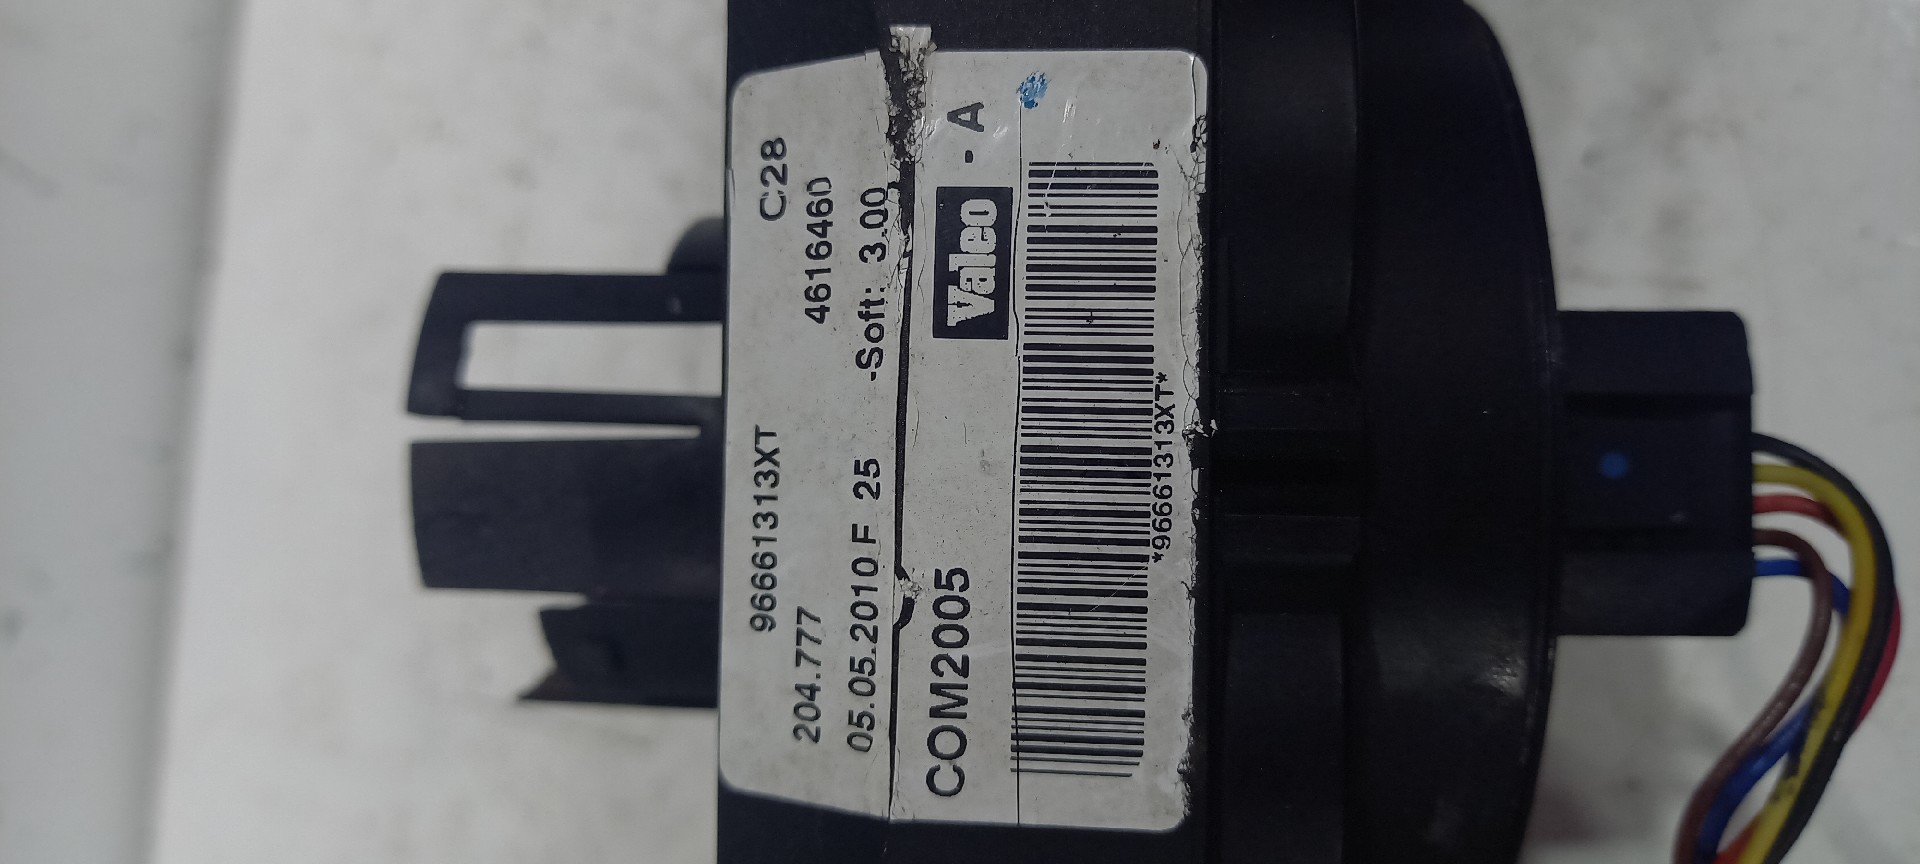 96661313XT C28
204.777 4616460
05.05.2010 F 25 -Soft: 3.00
COM2005 Valeo - A
*96661313XT*